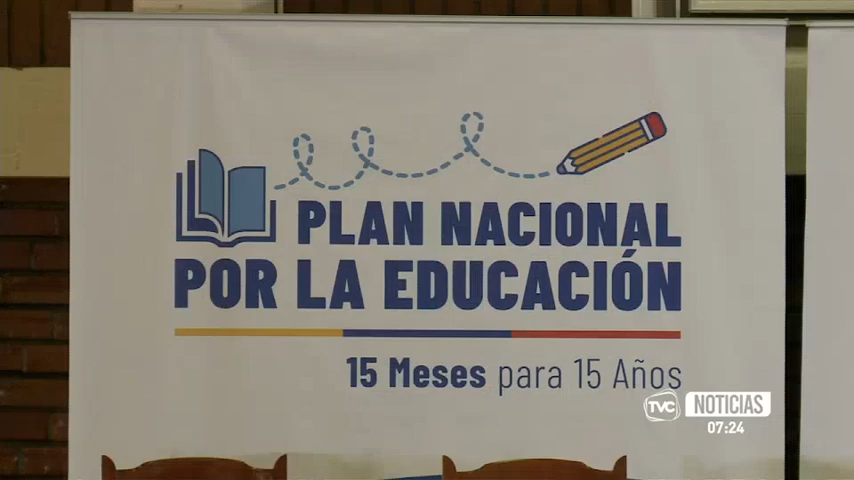 PLAN NACIONAL
POR LA EDUCACIÓN
15 Meses para 15 Años
TVC NOTICIAS
07:24